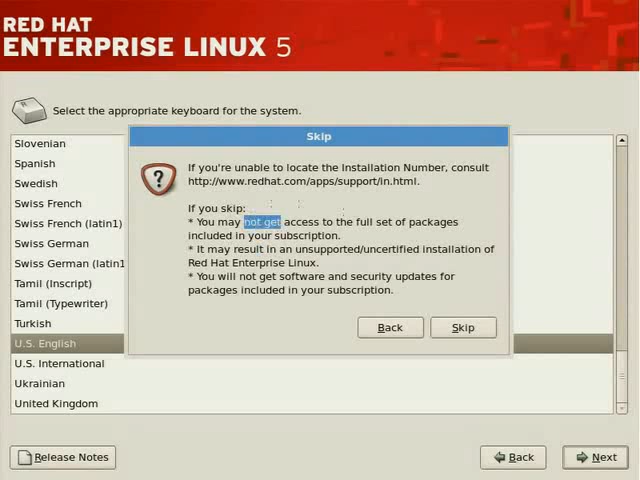 RED HAT
ENTERPRISE LINUX 5
Select the appropriate keyboard for the system.
Slovenian
Spanish
Swedish
Swiss French
Swiss French (latin1)
Swiss German
Swiss German (latin1
Tamil (Inscript)
Tamil (Typewriter)
Turkish
U.S. English
U.S. International
Ukrainian
United Kingdom
Skip
If you're unable to locate the Installation Number, consult
http://www.redhat.com/apps/support/in.html.
If you skip:
* You may not get access to the full set of packages
included in your subscription.
* It may result in an unsupported/uncertified installation of
Red Hat Enterprise Linux.
* You will not get software and security updates for
packages included in your subscription.
Back
Skip
Release Notes
Back
Next